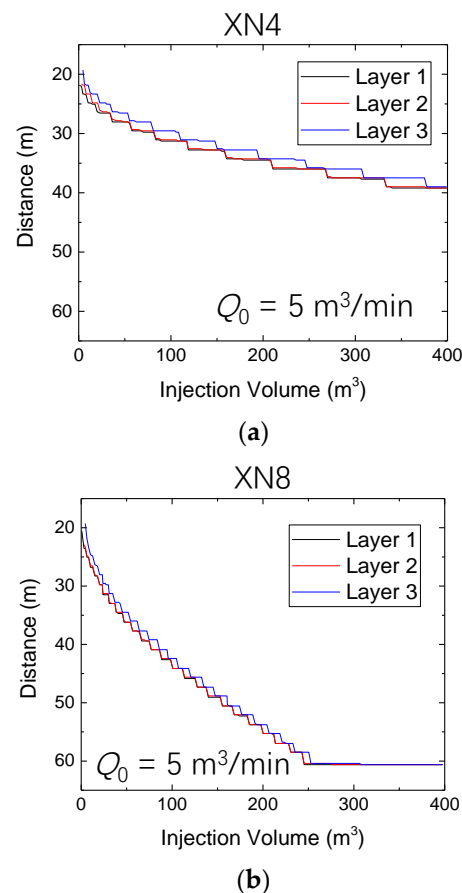 XN4
20
30
40
50
60
Distance (m)
Layer 1
Layer 2
Layer 3
Q₀ = 5 m³/min
0 100 200 300 400
Injection Volume (m³)
(a)
XN8
20
30
40
50
60
Distance (m)
Layer 1
Layer 2
Layer 3
Q₀ = 5 m³/min
0 100 200 300 400
Injection Volume (m³)
(b)